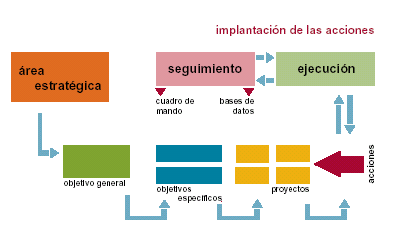 implantación de las acciones
área
estratégica
seguimiento
ejecución
cuadro de
mando
bases de
datos
objetivo general
objetivos
específicos
proyectos
acciones